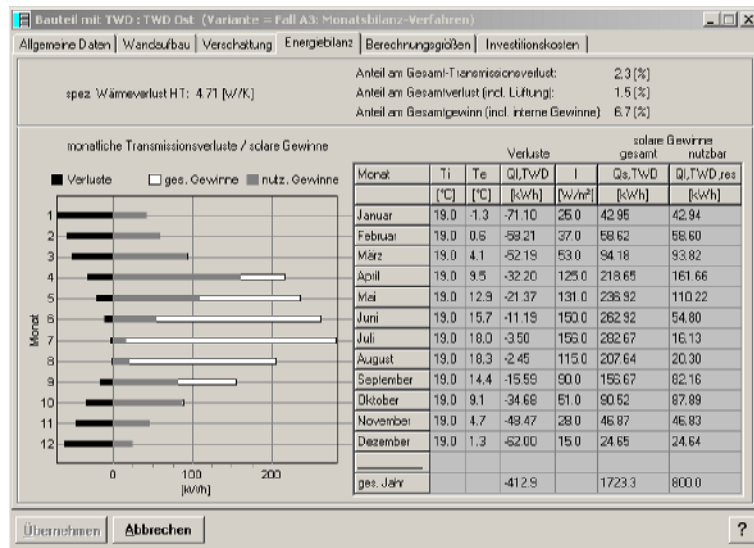 Bauteil mit TWD : TWD Ost (Variante = Fall A3: Monatsbilanz-Verfahren)
Allgemeine Daten | Wandaufbau | Verschattung | Energiebilanz | Berechnungsgrößen | Investitionskosten
Anteil am Gesamt-Transmissionsverlust: 2.3 [%]
spez. Wärmeverlust HT: 4.71 [W/K] Anteil am Gesamtverlust (incl. Lüftung): 1.5 [%]
Anteil am Gesamtgewinn (incl. interne Gewinne) 6.7 [%]
monatliche Transmissionsverluste / solare Gewinne
Verluste ges. Gewinne nutz. Gewinne
1
2
3
4
5
6
7
8
9
10
11
12
Monat
0 100 200
[kWh]
solare Gewinne
Verluste gesamt nutzbar
Monat Ti Te Ql,TWD I Qs,TWD Ql,TWD,res
[°C] [°C] [kWh] [W/m²] [kWh] [kWh]
Januar 19.0 -1.3 -71.10 25.0 42.95 42.94
Februar 19.0 0.6 -58.21 37.0 58.62 58.60
März 19.0 4.1 -52.19 53.0 94.18 93.82
April 19.0 9.5 -32.20 125.0 218.65 161.66
Mai 19.0 12.9 -21.37 131.0 236.92 110.22
Juni 19.0 15.7 -11.19 150.0 262.92 54.80
Juli 19.0 18.0 -3.50 156.0 282.67 16.13
August 19.0 18.3 -2.45 115.0 207.64 20.30
September 19.0 14.4 -15.59 90.0 156.67 82.16
Oktober 19.0 9.1 -34.68 51.0 90.52 87.89
November 19.0 4.7 -48.47 28.0 46.87 46.83
Dezember 19.0 1.3 -62.00 15.0 24.65 24.64
ges. Jahr -412.9 1723.3 800.0
Übernehmen Abbrechen ?